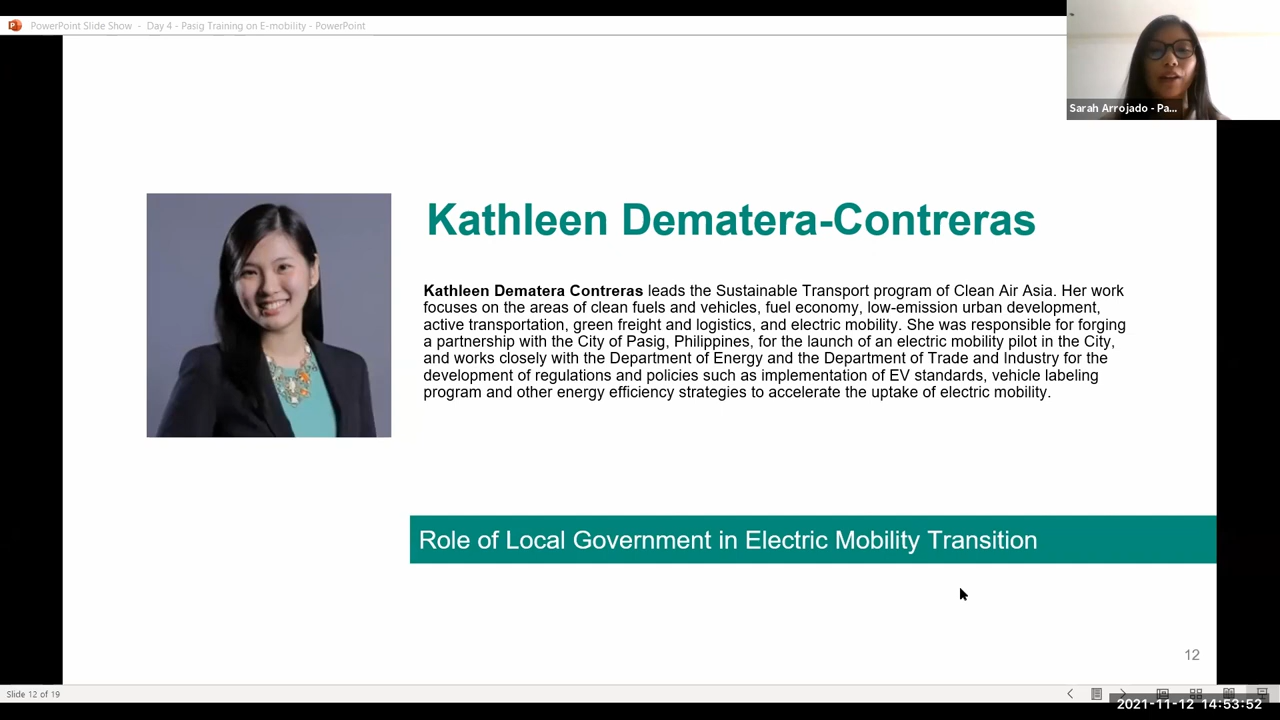 PowerPoint Slide Show - Day 4 - Pasig Training on E-mobility - PowerPoint
Sarah Arrojado - Pa...
Kathleen Dematera-Contreras
Kathleen Dematera Contreras leads the Sustainable Transport program of Clean Air Asia. Her work
focuses on the areas of clean fuels and vehicles, fuel economy, low-emission urban development,
active transportation, green freight and logistics, and electric mobility. She was responsible for forging
a partnership with the City of Pasig, Philippines, for the launch of an electric mobility pilot in the City,
and works closely with the Department of Energy and the Department of Trade and Industry for the
development of regulations and policies such as implementation of EV standards, vehicle labeling
program and other energy efficiency strategies to accelerate the uptake of electric mobility.
Role of Local Government in Electric Mobility Transition
12
Slide 12 of 19
2021-11-12 14:53:52